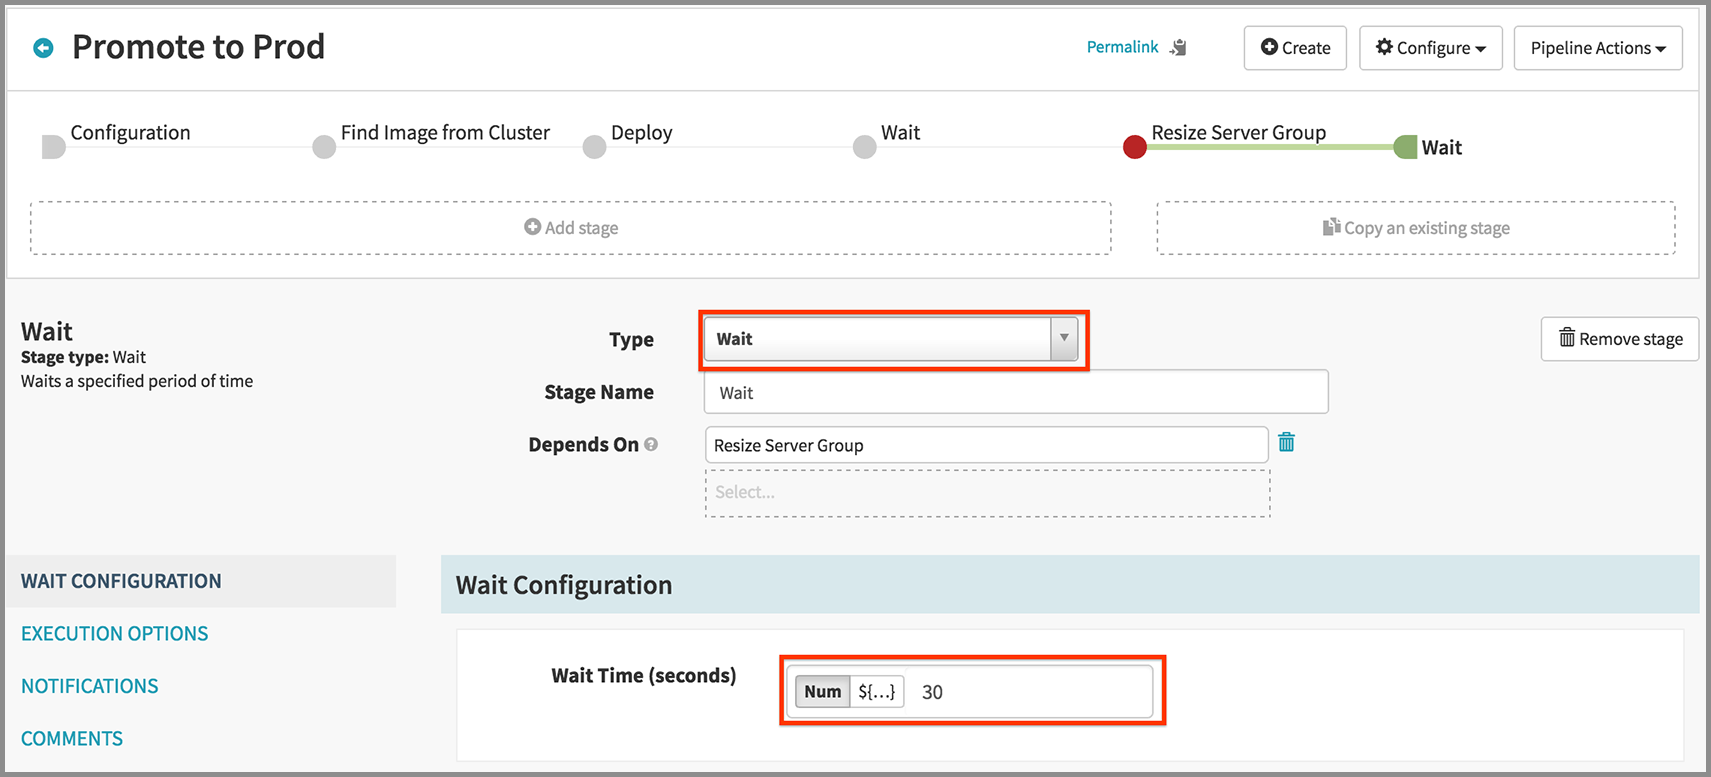 Promote to Prod
Permalink
Create
Configure
Pipeline Actions
Configuration
Find Image from Cluster
Deploy
Wait
Resize Server Group
Wait
Add stage
Copy an existing stage
Wait
Stage type: Wait
Waits a specified period of time
Type
Wait
Remove stage
Stage Name
Wait
Depends On
Resize Server Group
Select...
WAIT CONFIGURATION
EXECUTION OPTIONS
NOTIFICATIONS
COMMENTS
Wait Configuration
Wait Time (seconds)
Num
${...}
30